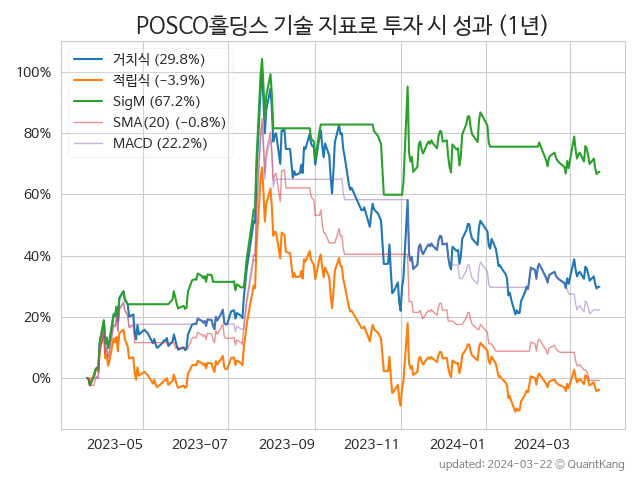 POSCO홀딩스 기술 지표로 투자 시 성과 (1년)
거치식 (29.8%)
적립식 (−3.9%)
SigM (67.2%)
SMA(20) (−0.8%)
MACD (22.2%)
100%
80%
60%
40%
20%
0%
2023-05 2023-07 2023-09 2023-11 2024-01 2024-03
updated: 2024-03-22 © QuantKang